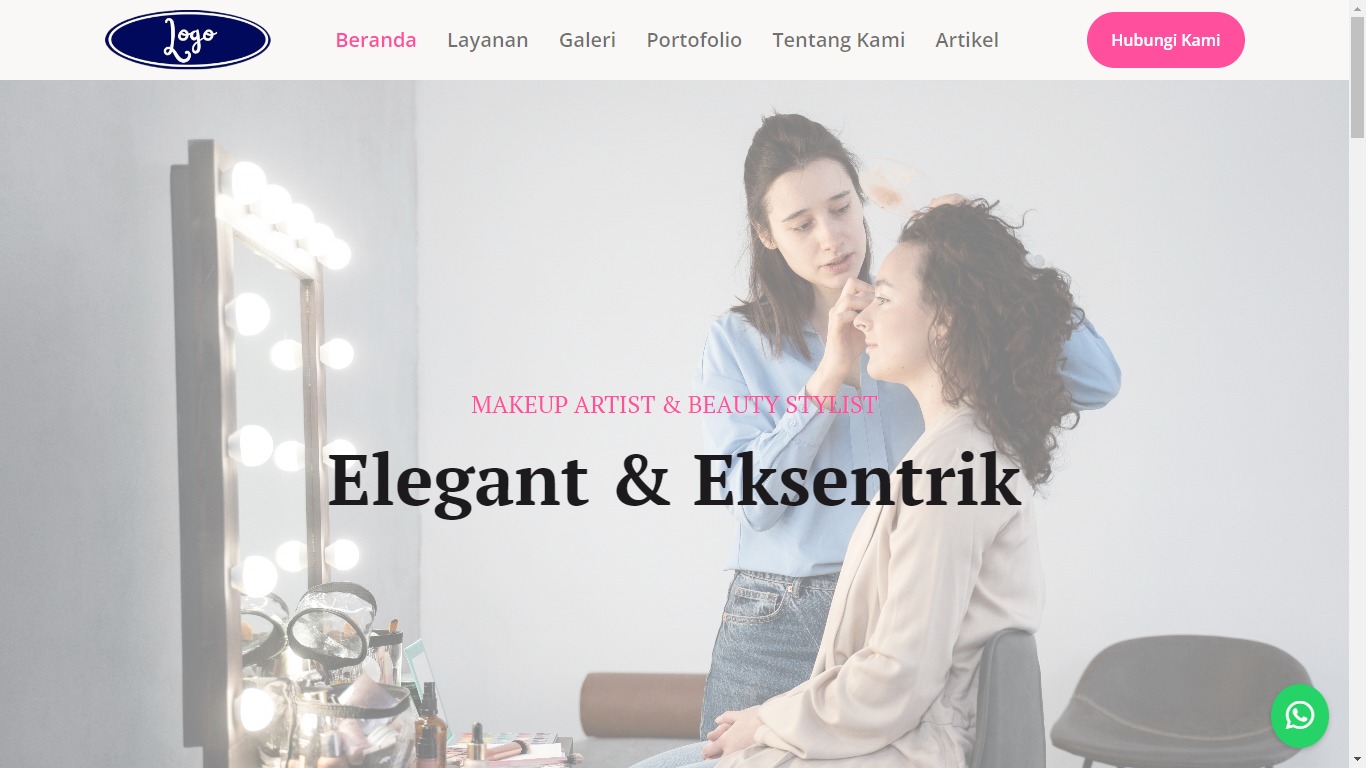 Logo
Beranda Layanan Galeri Portofolio Tentang Kami Artikel Hubungi Kami
MAKEUP ARTIST & BEAUTY STYLIST
Elegant & Eksentrik